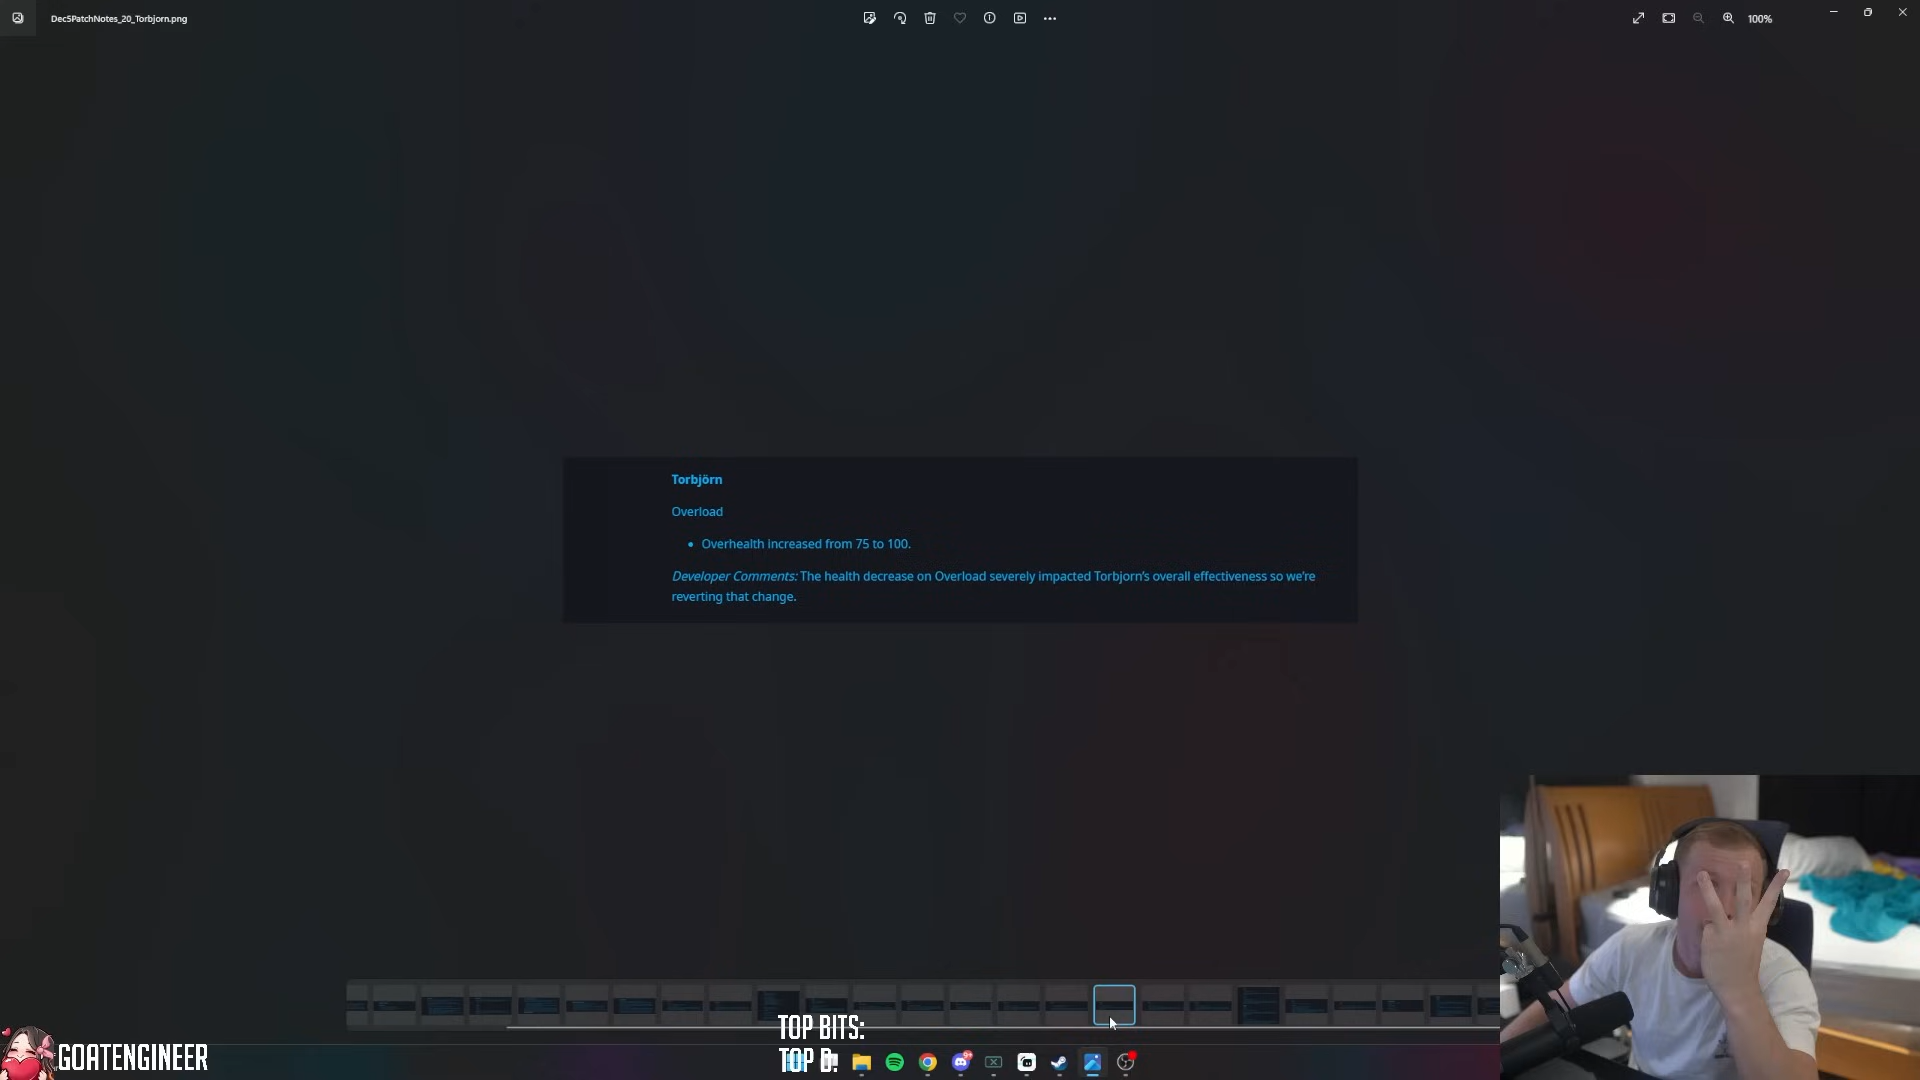 DecSPatchNotes_20_Torbjorn.png
100%
Torbjörn
Overload
• Overhealth increased from 75 to 100.
Developer Comments: The health decrease on Overload severely impacted Torbjorn's overall effectiveness so we're
reverting that change.
TOP BITS:
TOP D:
GOATENGINEER